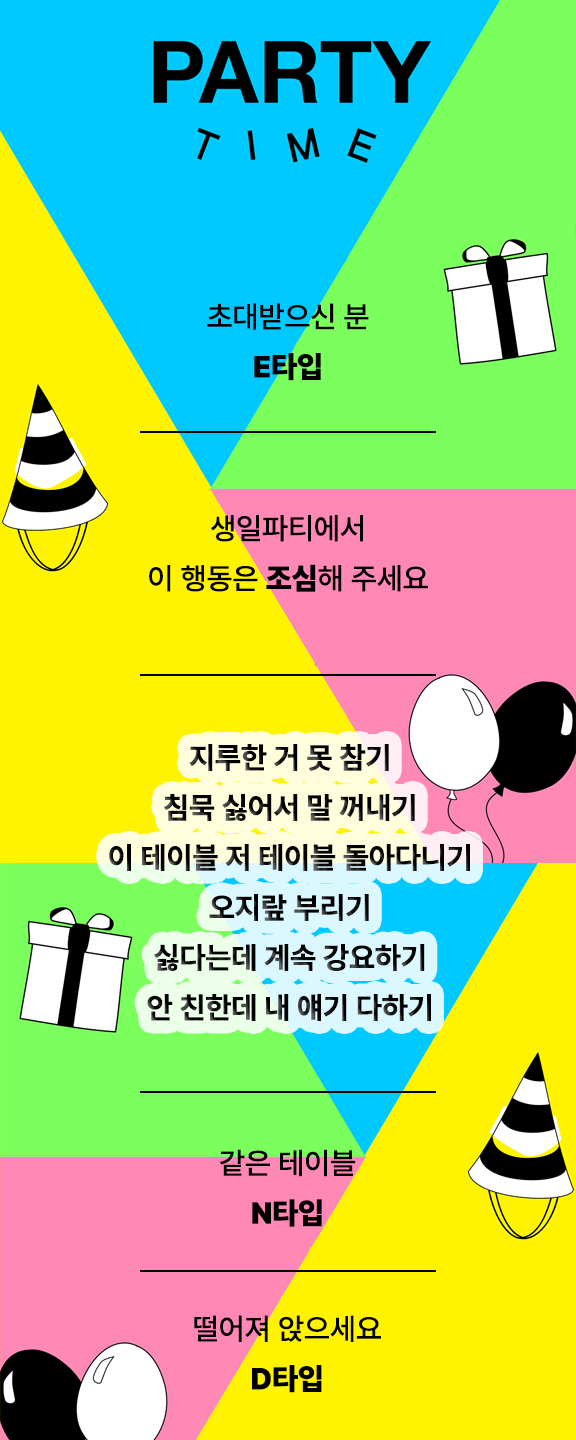 PARTY
TIME
초대받으신 분
E타입
생일파티에서
이 행동은 조심해 주세요
지루한 거 못 참기
침묵 싫어서 말 꺼내기
이 테이블 저 테이블 돌아다니기
오지랖 부리기
싫다는데 계속 강요하기
안 친한데 내 얘기 다하기
같은 테이블
N타입
떨어져 앉으세요
D타입